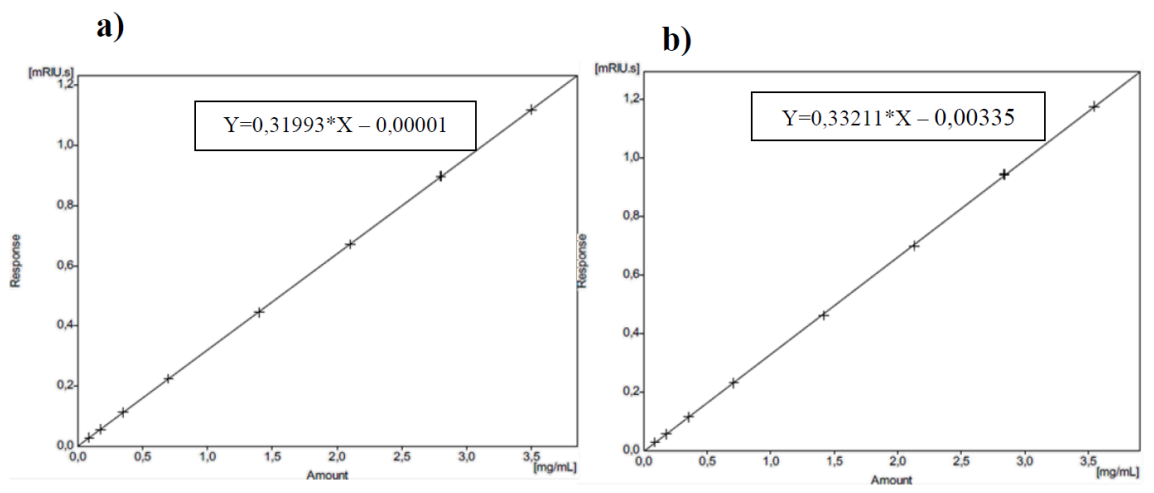 a)
[mRIU.s]
1,2
Y=0,31993*X – 0,00001
1,0
0,8
0,6
0,4
0,2
0,0
Response
0,0 0,5 1,0 1,5 2,0 2,5 3,0 3,5
[mg/mL]
Amount
b)
[mRIU.s]
1,2
Y=0,33211*X – 0,00335
1,0
0,8
0,6
0,4
0,2
0,0
Response
0,0 0,5 1,0 1,5 2,0 2,5 3,0 3,5
[mg/mL]
Amount